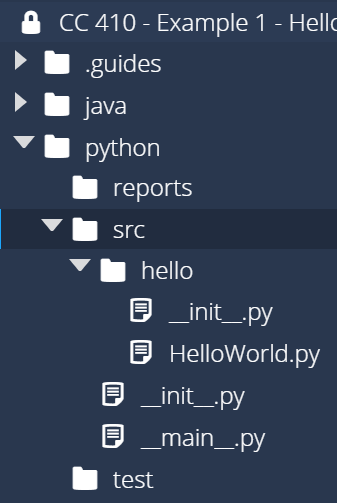 CC 410 - Example 1 - Hello
.guides
java
python
reports
src
hello
__init__.py
HelloWorld.py
__init__.py
__main__.py
test